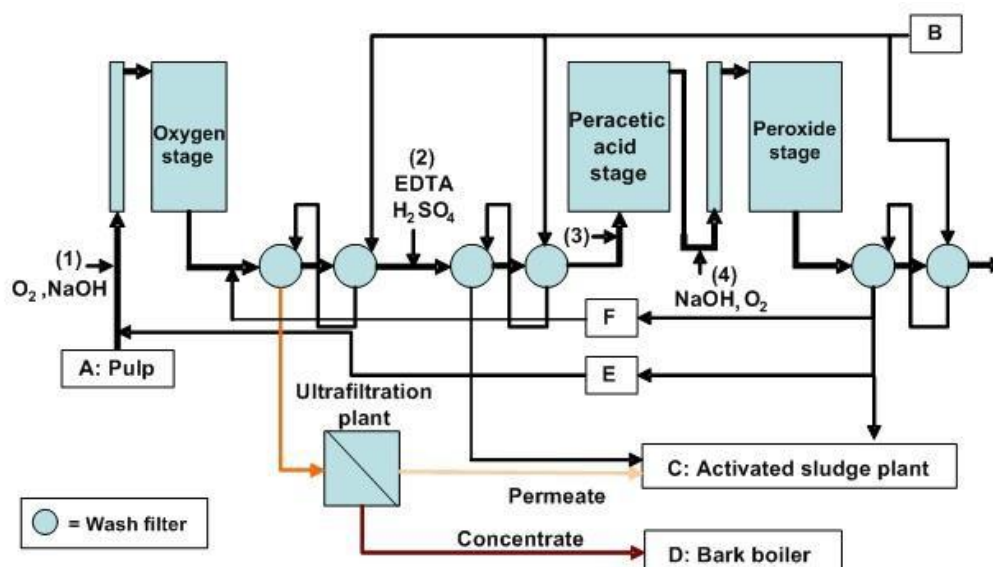 B
Oxygen
stage
Peracetic
acid
stage
Peroxide
stage
(2)
EDTA
H₂SO₄
(1)
O₂ ,NaOH
(3)
(4)
NaOH, O₂
F
A: Pulp
E
Ultrafiltration
plant
C: Activated sludge plant
Permeate
= Wash filter
Concentrate
D: Bark boiler